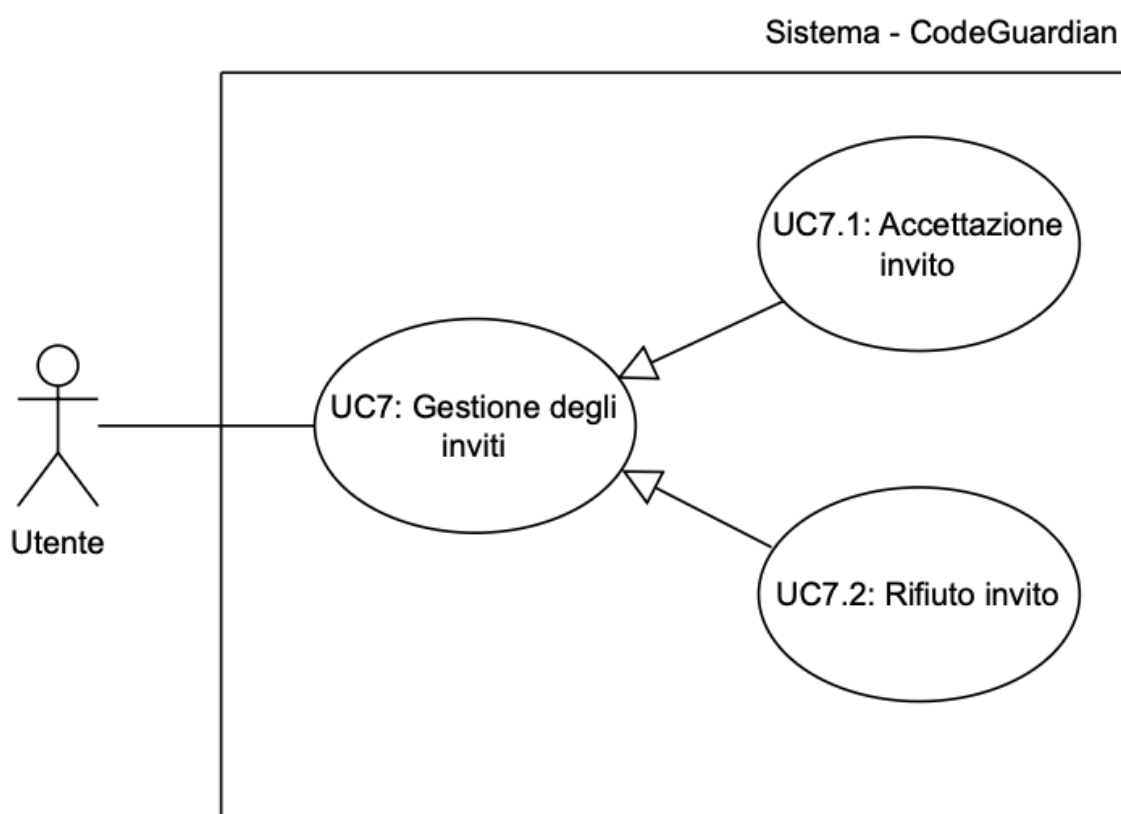 Sistema - CodeGuardian
UC7.1: Accettazione
invito
UC7: Gestione degli
inviti
Utente
UC7.2: Rifiuto invito